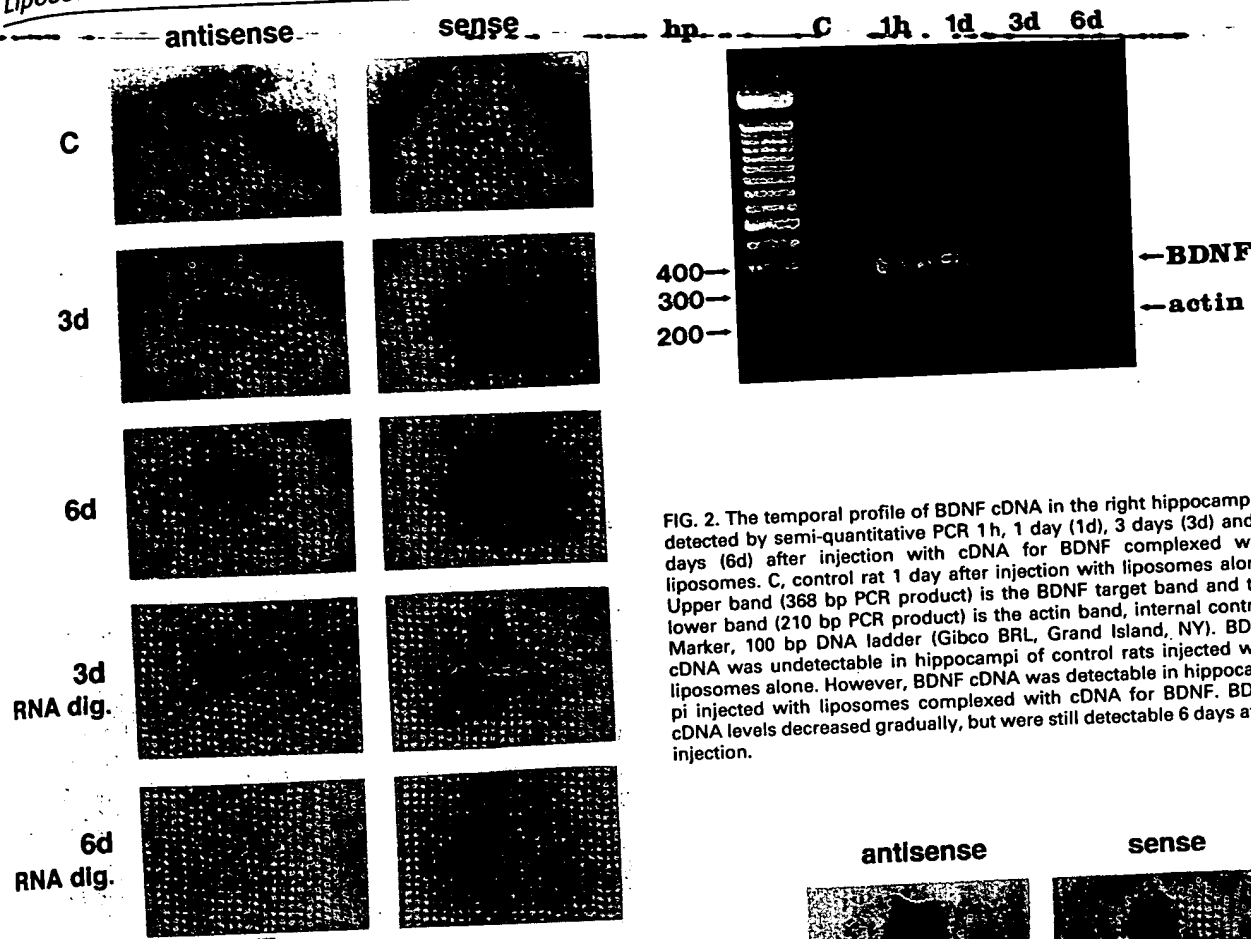 antisense sense
C
3d
6d
3d
RNA dig.
6d
RNA dig.
C 1h 1d 3d 6d
400→
300→
200→
←BDNF
←actin
FIG. 2. The temporal profile of BDNF cDNA in the right hippocamp
detected by semi-quantitative PCR 1h, 1 day (1d), 3 days (3d) and
days (6d) after injection with cDNA for BDNF complexed w
liposomes. C, control rat 1 day after injection with liposomes alon
Upper band (368 bp PCR product) is the BDNF target band and t
lower band (210 bp PCR product) is the actin band, internal contr
Marker, 100 bp DNA ladder (Gibco BRL, Grand Island, NY). BD
cDNA was undetectable in hippocampi of control rats injected w
liposomes alone. However, BDNF cDNA was detectable in hippoca
pi injected with liposomes complexed with cDNA for BDNF. BD
cDNA levels decreased gradually, but were still detectable 6 days a
injection.
antisense sense